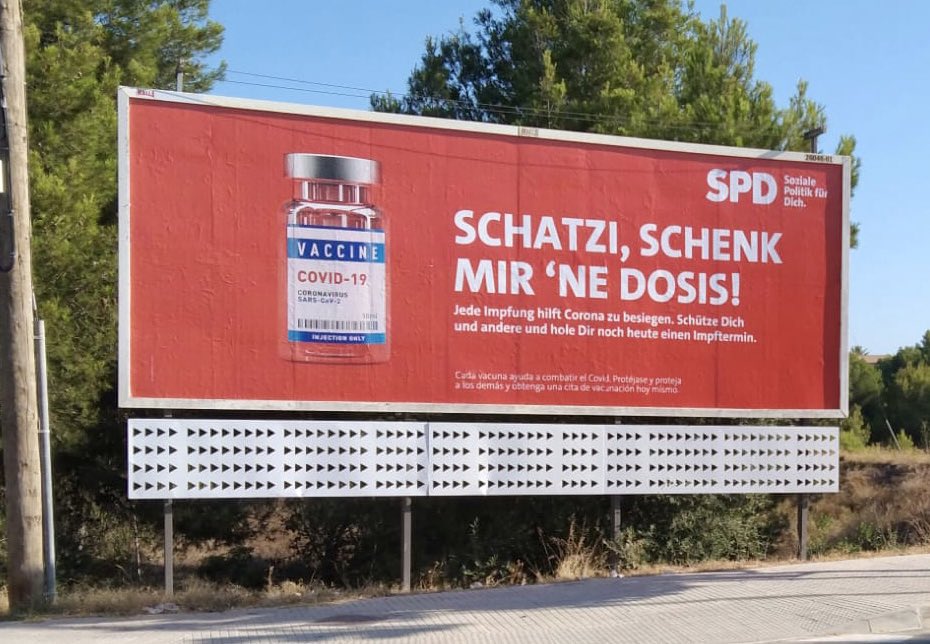 26046-01
SPD Soziale
Politik für
Dich.
SCHATZI, SCHENK
MIR ‘NE DOSIS!
Jede Impfung hilft Corona zu besiegen. Schütze Dich
und andere und hole Dir noch heute einen Impftermin.
Cada vacuna ayuda a combatir el Covid. Protéjase y proteja
a los demás y obtenga una cita de vacunación hoy mismo.
VACCINE
COVID-19
CORONAVIRUS
SARS-CoV-2
INJECTION ONLY